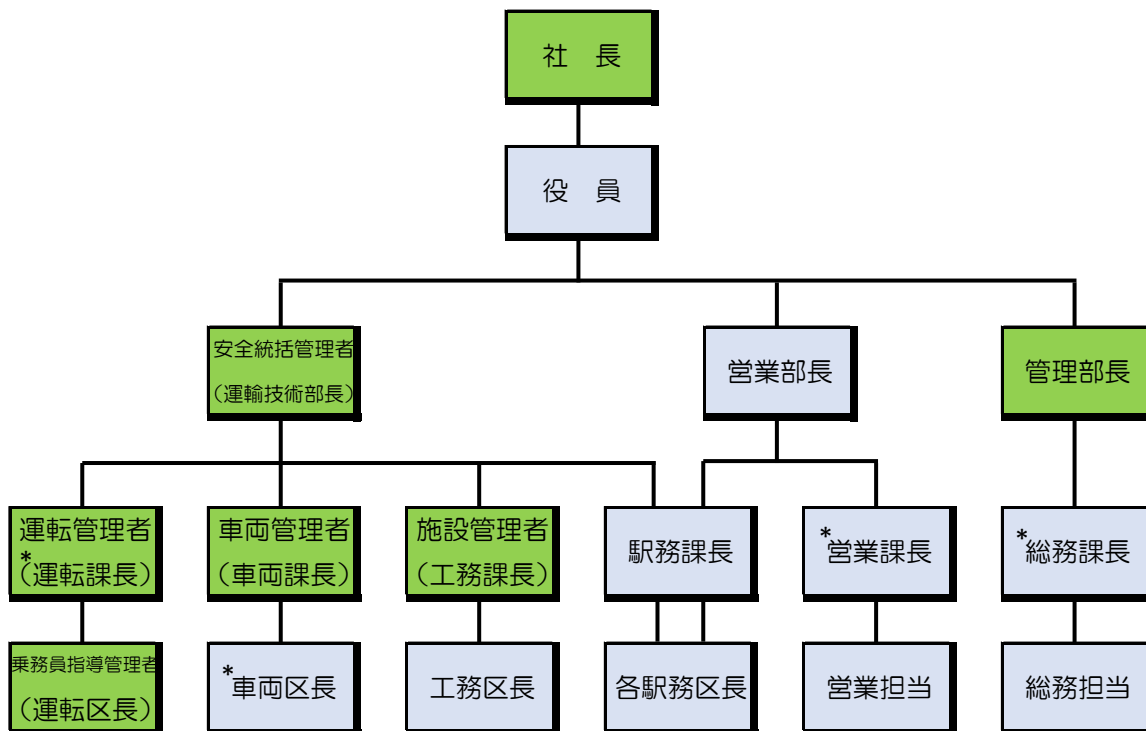 社　長
役　員
安全統括管理者
（運輸技術部長）
営業部長
管理部長
運転管理者
*（運転課長）
車両管理者
（車両課長）
施設管理者
（工務課長）
駅務課長
*営業課長
*総務課長
乗務員指導管理者
（運転区長）
*車両区長
工務区長
各駅務区長
営業担当
総務担当